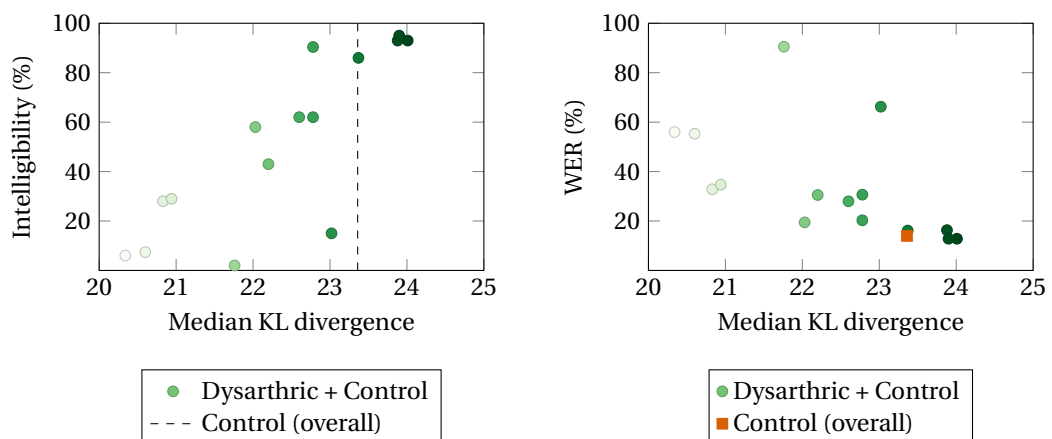 100
80
60
40
20
Intelligibility (%)
20 21 22 23 24 25
Median KL divergence
Dysarthric + Control
Control (overall)
100
80
60
40
20
WER (%)
20 21 22 23 24 25
Median KL divergence
Dysarthric + Control
Control (overall)